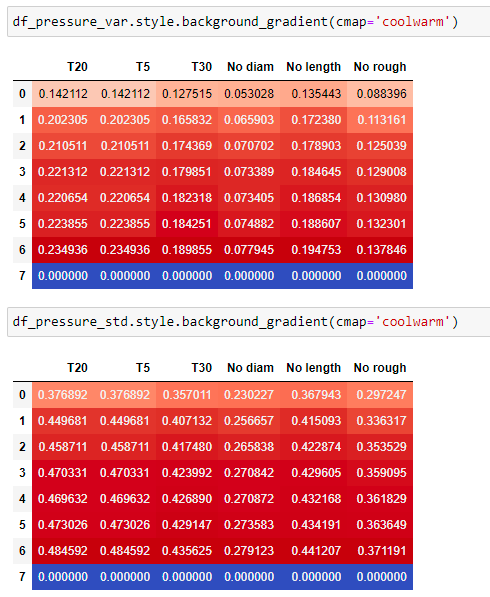 df_pressure_var.style.background_gradient(cmap='coolwarm')
T20 T5 T30 No diam No length No rough
0 0.142112 0.142112 0.127515 0.053028 0.135443 0.088396
1 0.202305 0.202305 0.165832 0.065903 0.172380 0.113161
2 0.210511 0.210511 0.174369 0.070702 0.178903 0.125039
3 0.221312 0.221312 0.179851 0.073389 0.184645 0.129008
4 0.220654 0.220654 0.182318 0.073405 0.186854 0.130980
5 0.223855 0.223855 0.184251 0.074882 0.188607 0.132301
6 0.234936 0.234936 0.189855 0.077945 0.194753 0.137846
7 0.000000 0.000000 0.000000 0.000000 0.000000 0.000000
df_pressure_std.style.background_gradient(cmap='coolwarm')
T20 T5 T30 No diam No length No rough
0 0.376892 0.376892 0.357011 0.230227 0.367943 0.297247
1 0.449681 0.449681 0.407132 0.256657 0.415093 0.336317
2 0.458711 0.458711 0.417480 0.265838 0.422874 0.353529
3 0.470331 0.470331 0.423992 0.270842 0.429605 0.359095
4 0.469632 0.469632 0.426890 0.270872 0.432168 0.361829
5 0.473026 0.473026 0.429147 0.273583 0.434191 0.363649
6 0.484592 0.484592 0.435625 0.279123 0.441207 0.371191
7 0.000000 0.000000 0.000000 0.000000 0.000000 0.000000